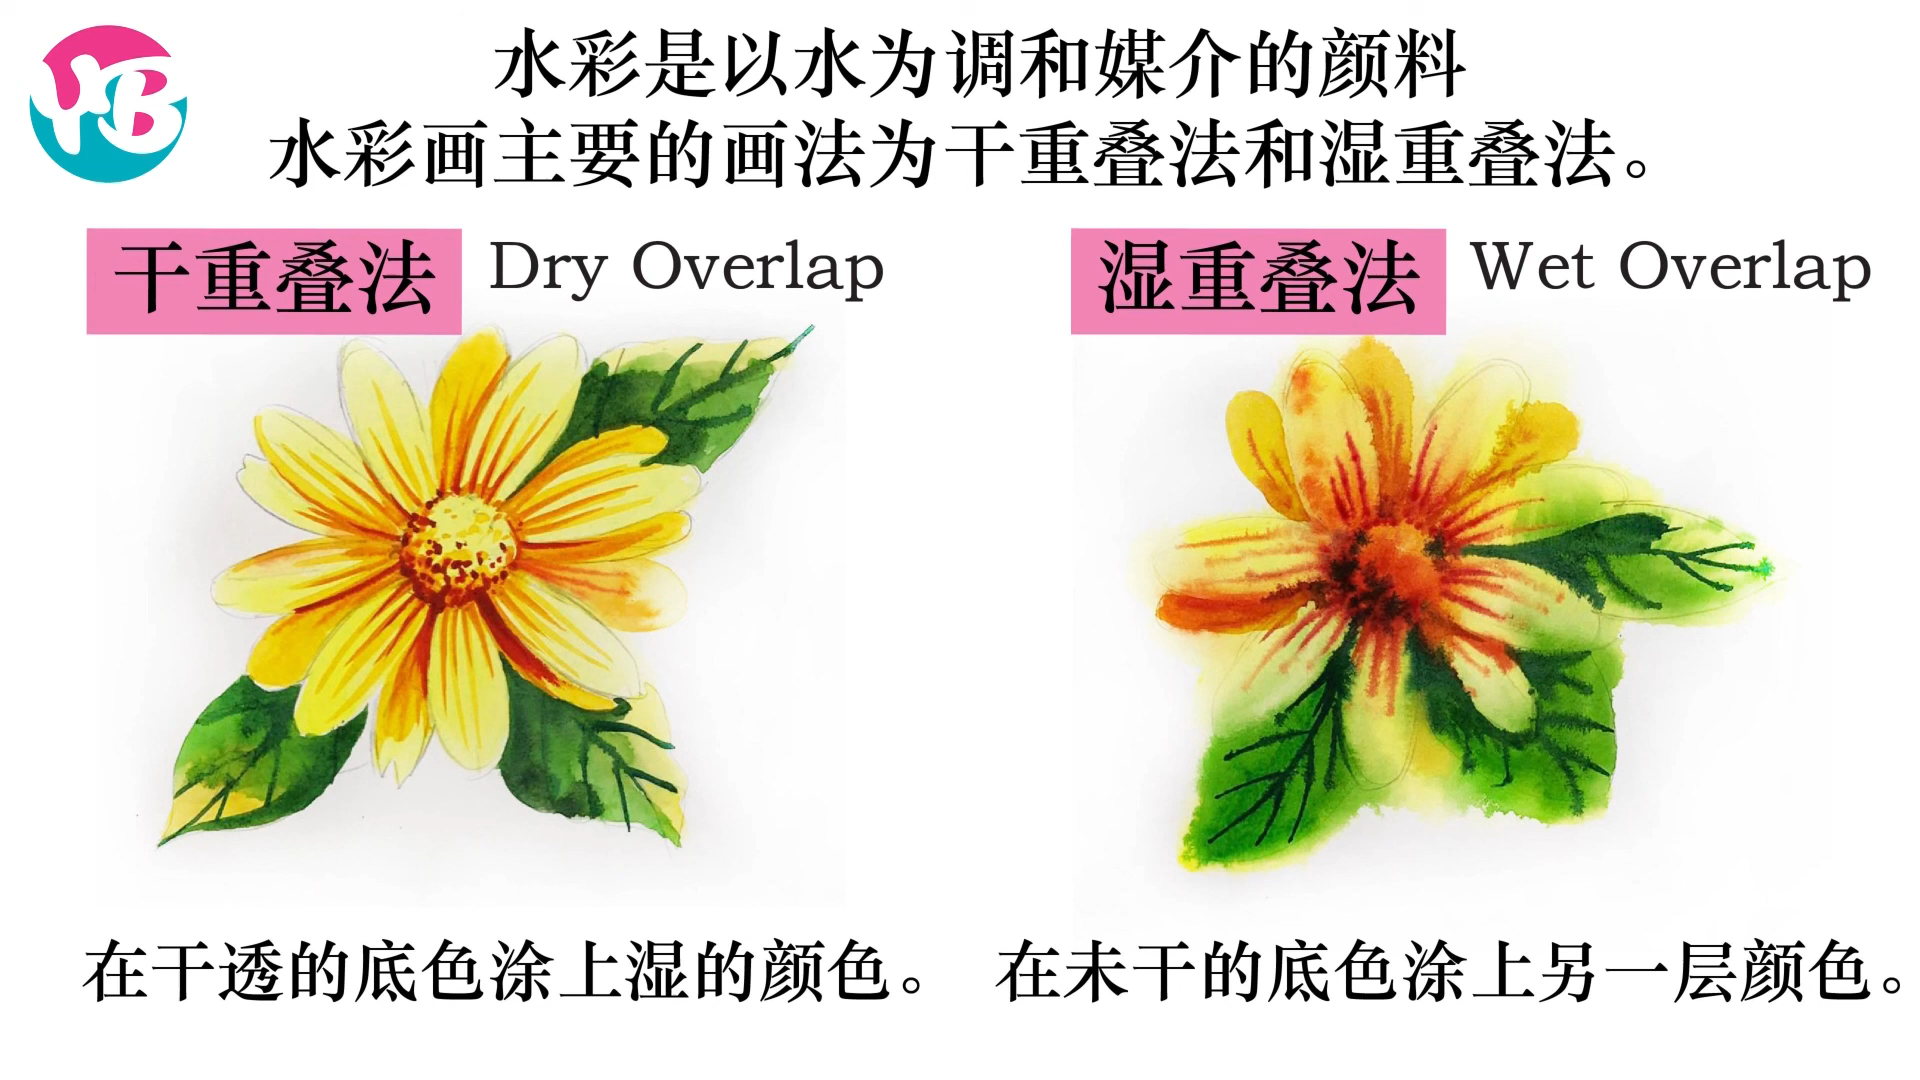 YB
水彩是以水为调和媒介的颜料
水彩画主要的画法为干重叠法和湿重叠法。
干重叠法 Dry Overlap
湿重叠法 Wet Overlap
在干透的底色涂上湿的颜色。
在未干的底色涂上另一层颜色。